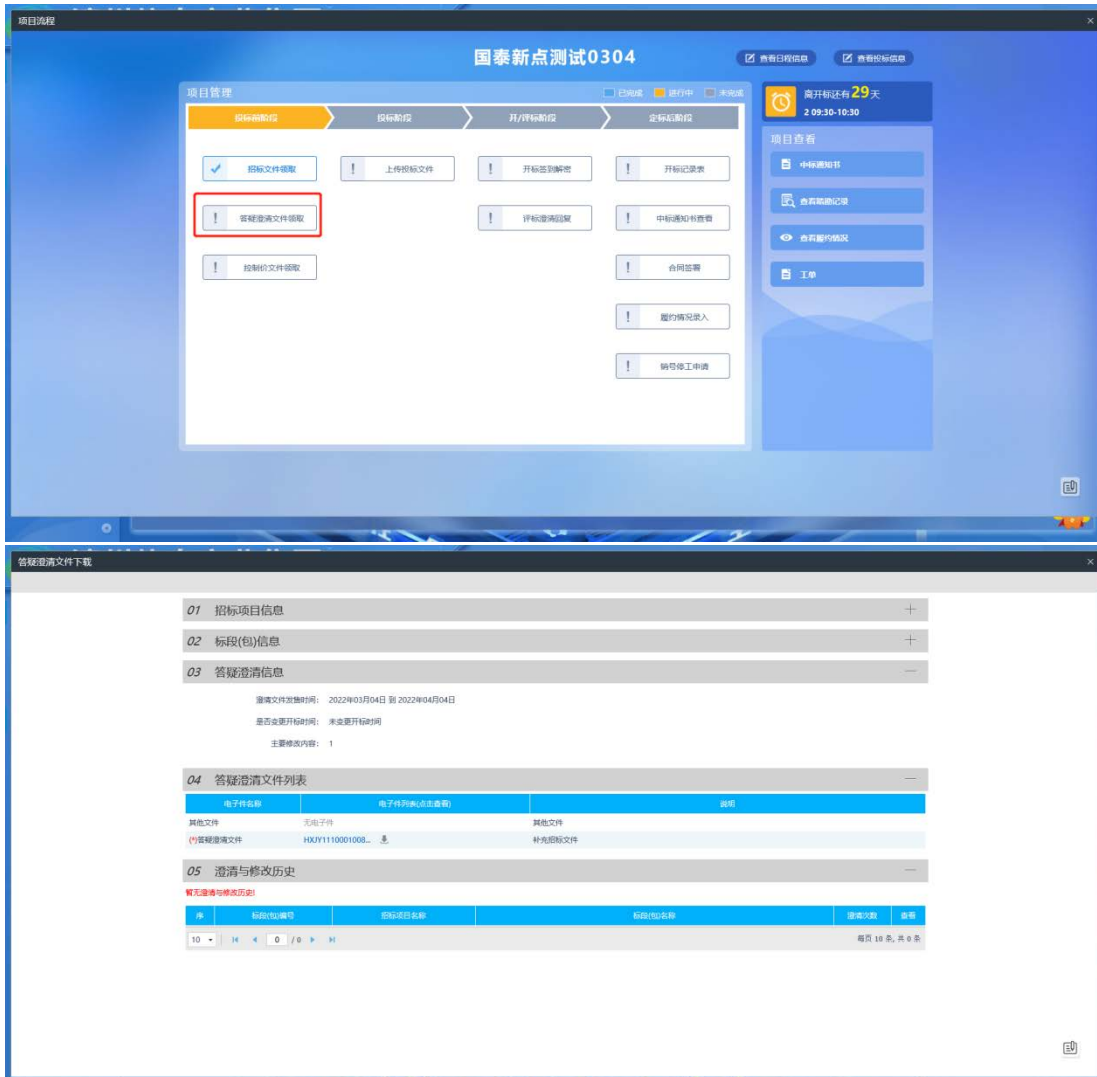 项目流程
×
国泰新点测试0304
查看日程信息
查看投标信息
项目管理
已完成 进行中 未完成
投标前阶段 投标阶段 开/评标阶段 定标后阶段
招标文件领取 上传投标文件 开标签到解密 开标记录表
答疑澄清文件领取 评标澄清回复 中标通知书查看
控制价文件领取 合同签署
履约情况录入
销号停工申请
离开标还有29天
2 09:30-10:30
项目查看
中标通知书
查看踏勘记录
查看履约情况
工单
答疑澄清文件下载
×
01 招标项目信息
02 标段(包)信息
03 答疑澄清信息
澄清文件发售时间: 2022年03月04日 到 2022年04月04日
是否变更开标时间: 未变更开标时间
主要修改内容: 1
04 答疑澄清文件列表
电子件名称 电子件列表(点击查看) 说明
其他文件 无电子件 其他文件
(*)答疑澄清文件 HXJY1110001008... 补充招标文件
05 澄清与修改历史
暂无澄清与修改历史!
序 标段(包)编号 招标项目名称 标段(包)名称 澄清次数 查看
10 0 / 0 每页 10 条, 共 0 条